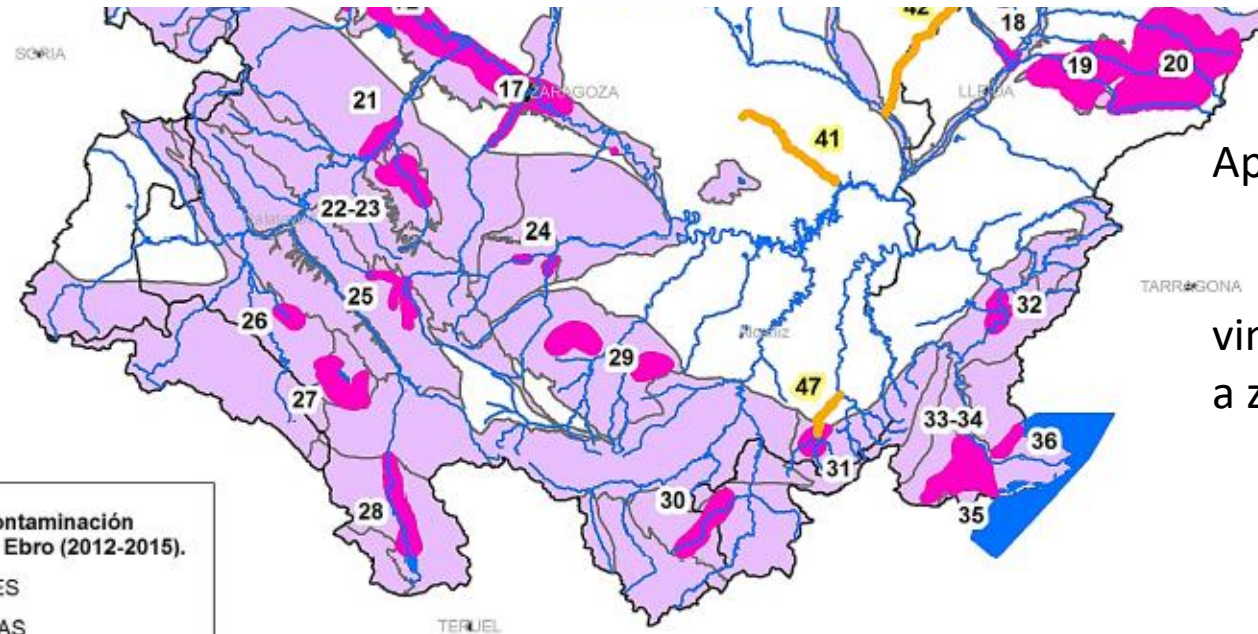 42
18
SORIA
19
20
17
ZARAGOZA
LLEIDA
21
Ap
41
22-23
24
TARRAGONA
25
32
26
vir
29
47
a z
27
33-34
36
31
30
28
35
ontaminación
Ebro (2012-2015).
ES
AS
TERUEL